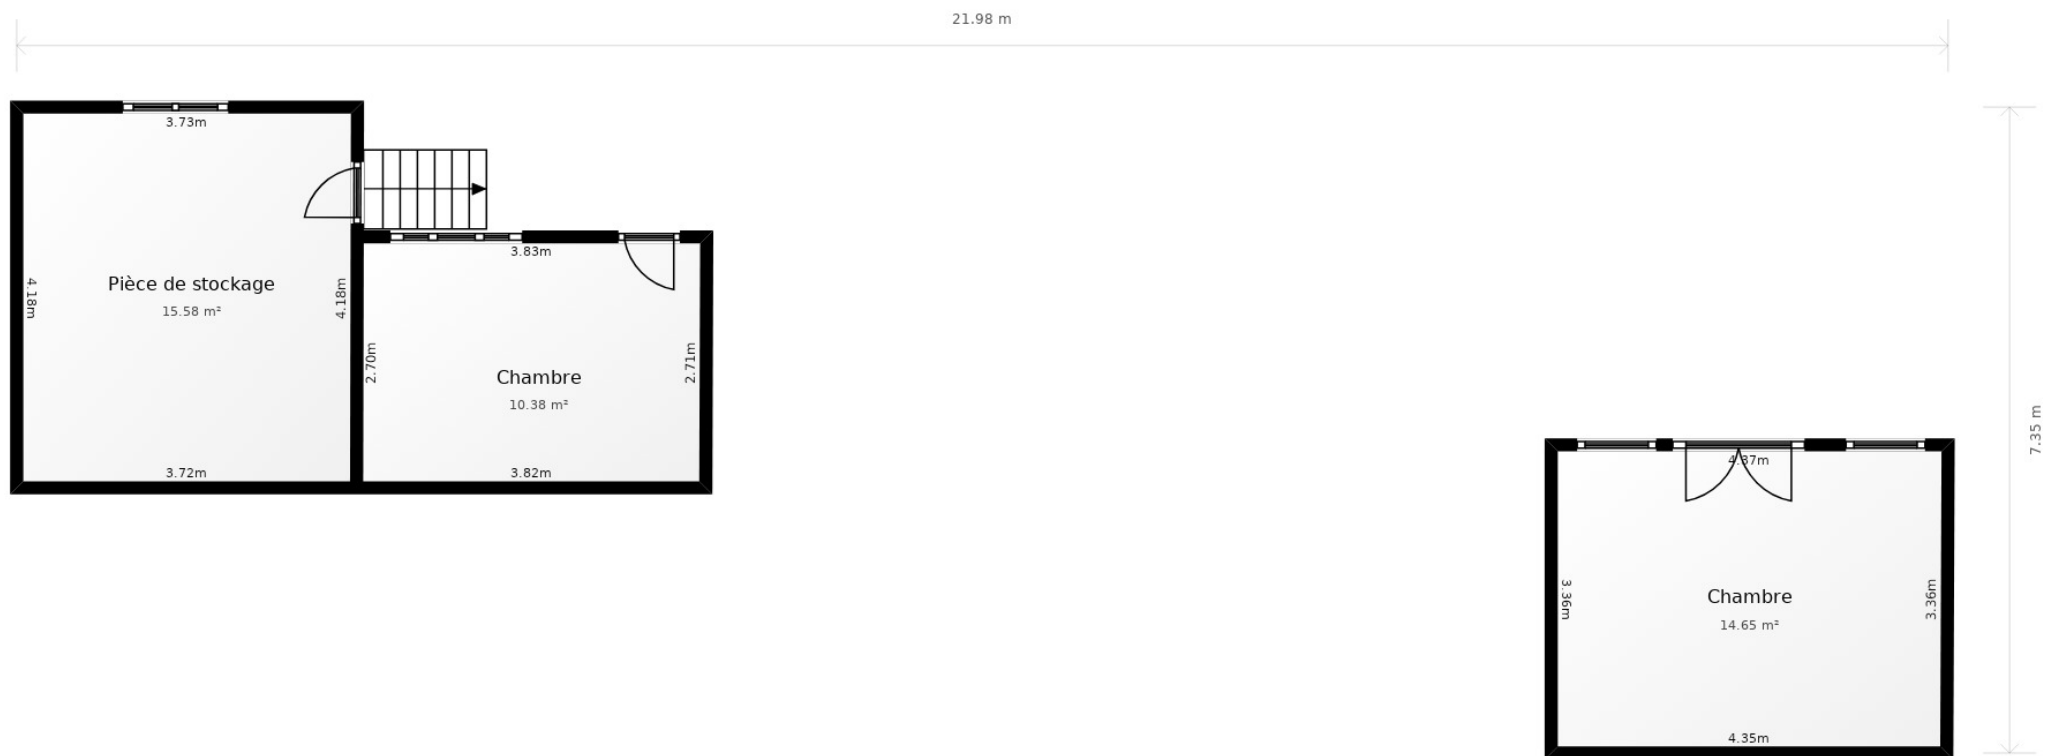 21.98 m
3.73m
3.83m
4.18m
4.18m
Pièce de stockage
15.58 m²
2.70m
2.71m
Chambre
10.38 m²
3.72m
3.82m
7.35 m
4.37m
3.36m
3.36m
Chambre
14.65 m²
4.35m